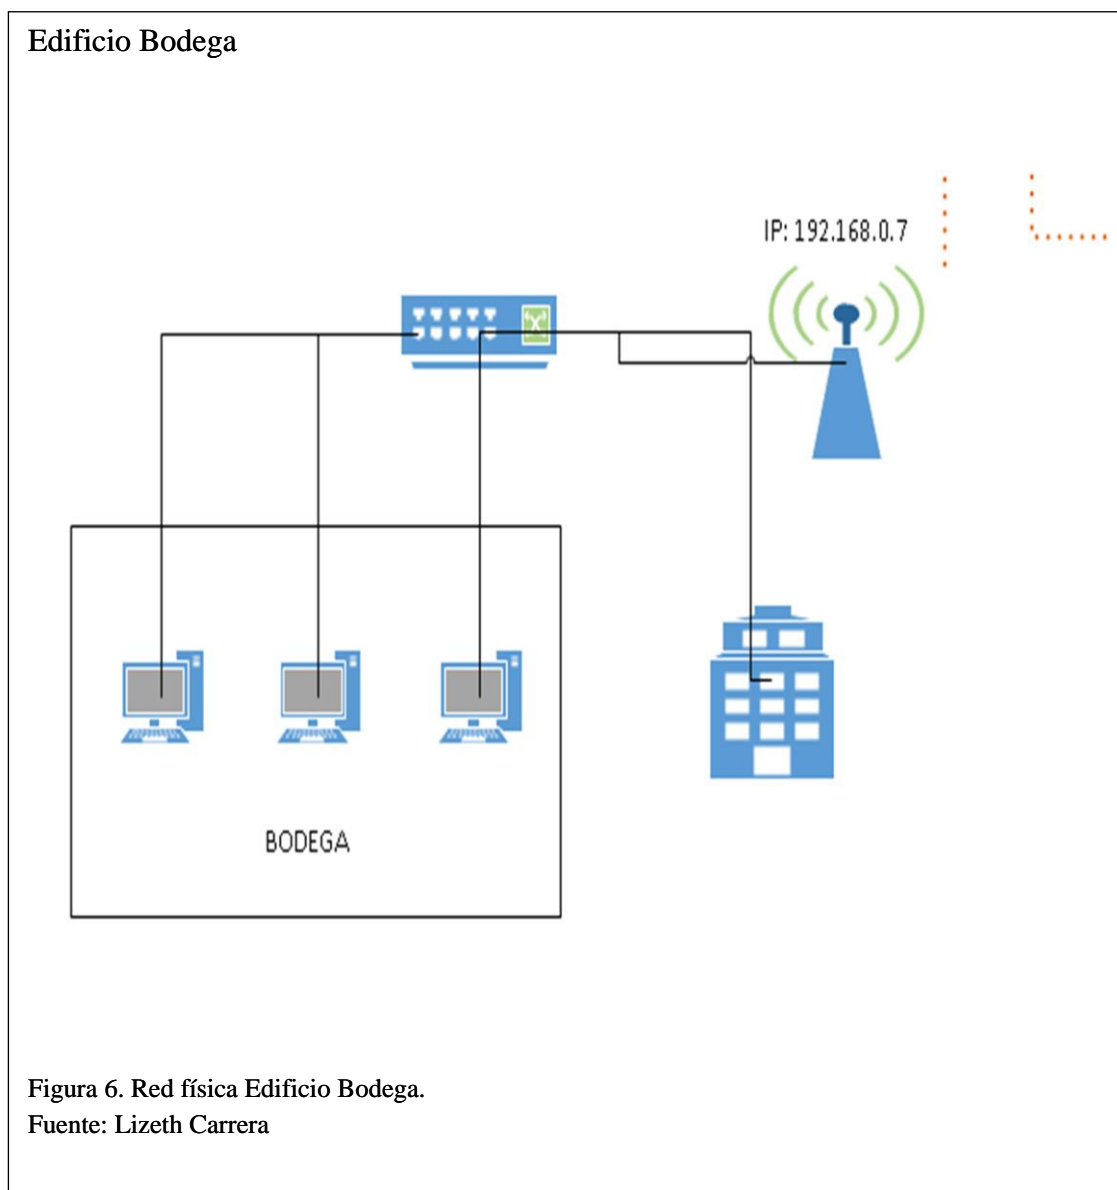 Edificio Bodega
IP: 192.168.0.7
BODEGA
Figura 6. Red física Edificio Bodega.
Fuente: Lizeth Carrera